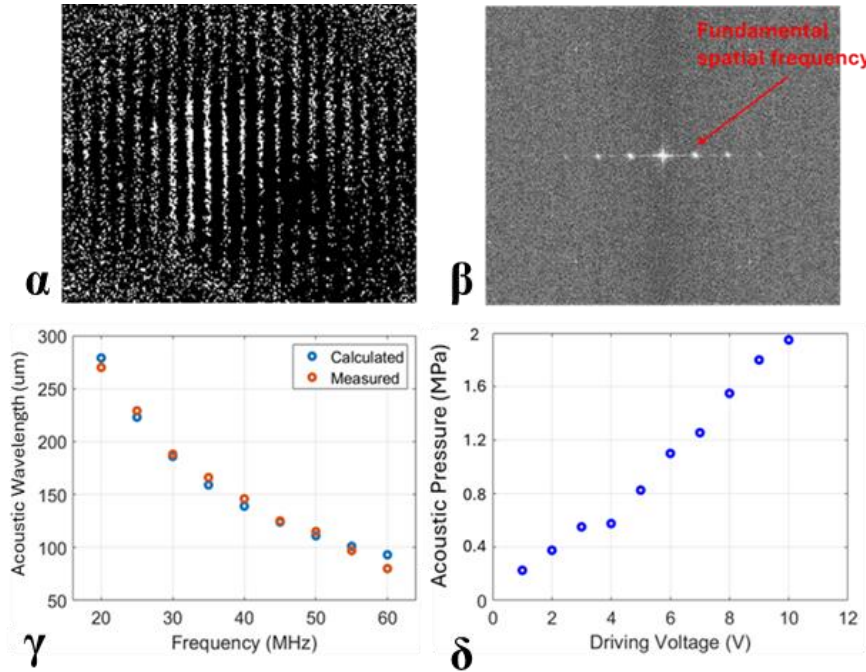 Fundamental
spatial frequency
α
β
300
250
200
150
100
50
Acoustic Wavelength (um)
Calculated
Measured
20
30
40
50
60
Frequency (MHz)
γ
2
1.6
1.2
0.8
0.4
0
Acoustic Pressure (MPa)
0
2
4
6
8
10
12
Driving Voltage (V)
δ